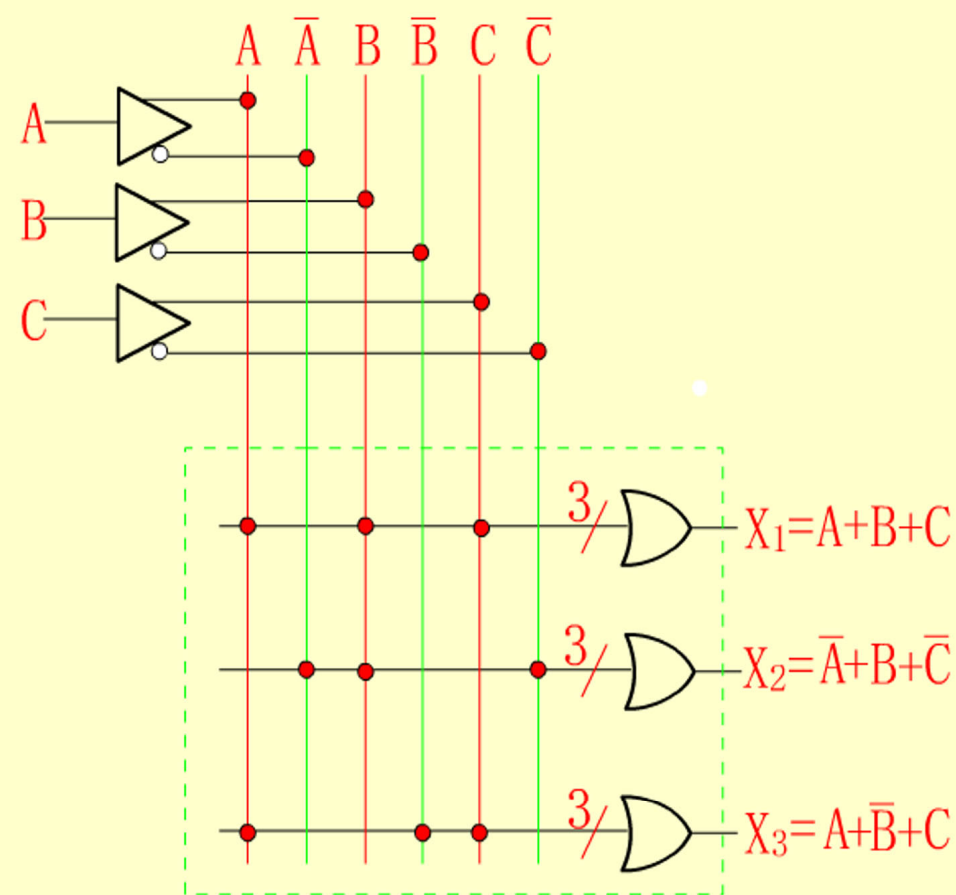 A A̅ B B̅ C C̅
A
B
C
3 X₁=A+B+C
3 X₂=A̅+B+C̅
3 X₃=A+B̅+C